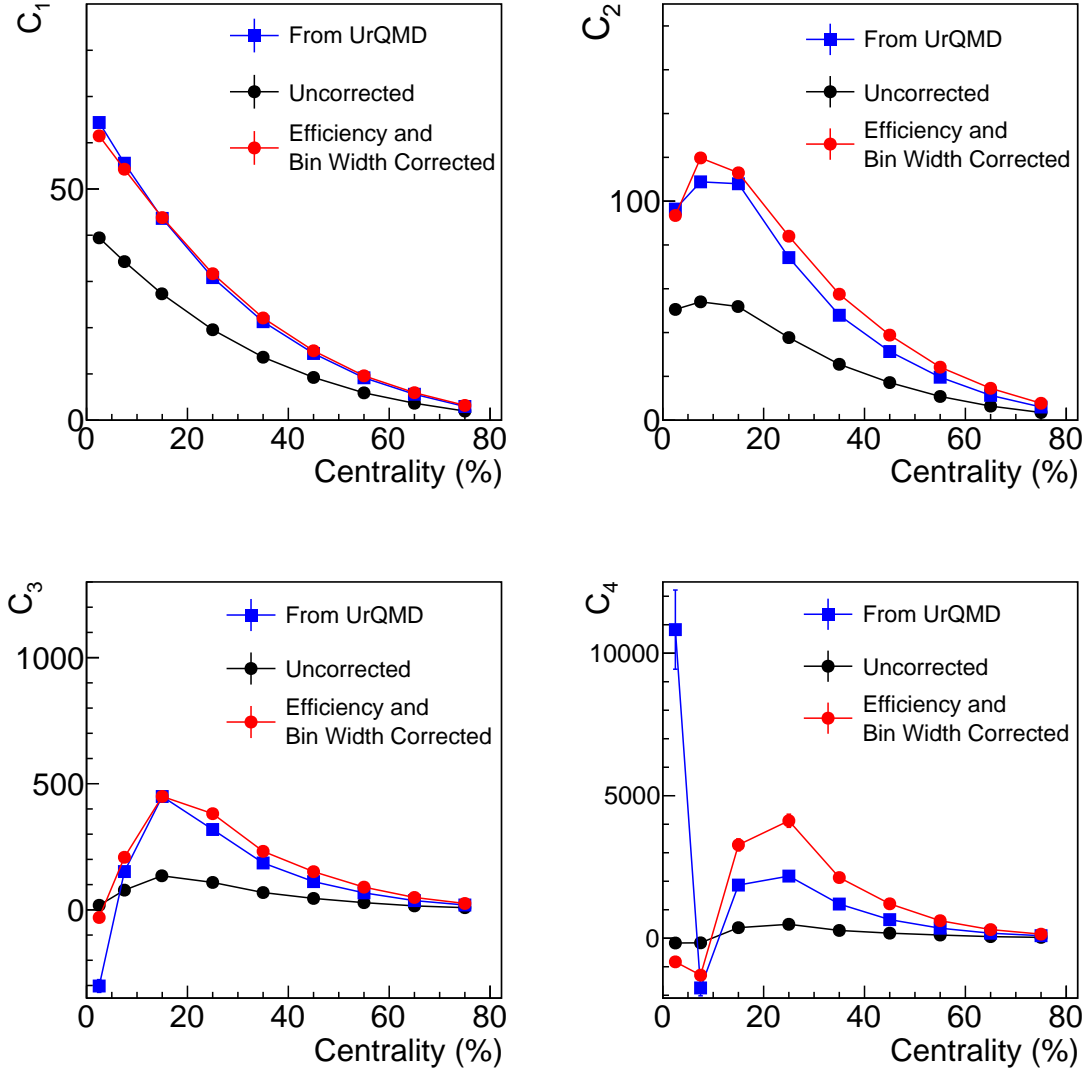 C1
From UrQMD
Uncorrected
Efficiency and
Bin Width Corrected
50
0
0 20 40 60 80
Centrality (%)
C2
From UrQMD
Uncorrected
Efficiency and
Bin Width Corrected
100
0
0 20 40 60 80
Centrality (%)
C3
From UrQMD
Uncorrected
Efficiency and
Bin Width Corrected
1000
500
0
0 20 40 60 80
Centrality (%)
C4
From UrQMD
Uncorrected
Efficiency and
Bin Width Corrected
10000
5000
0
0 20 40 60 80
Centrality (%)